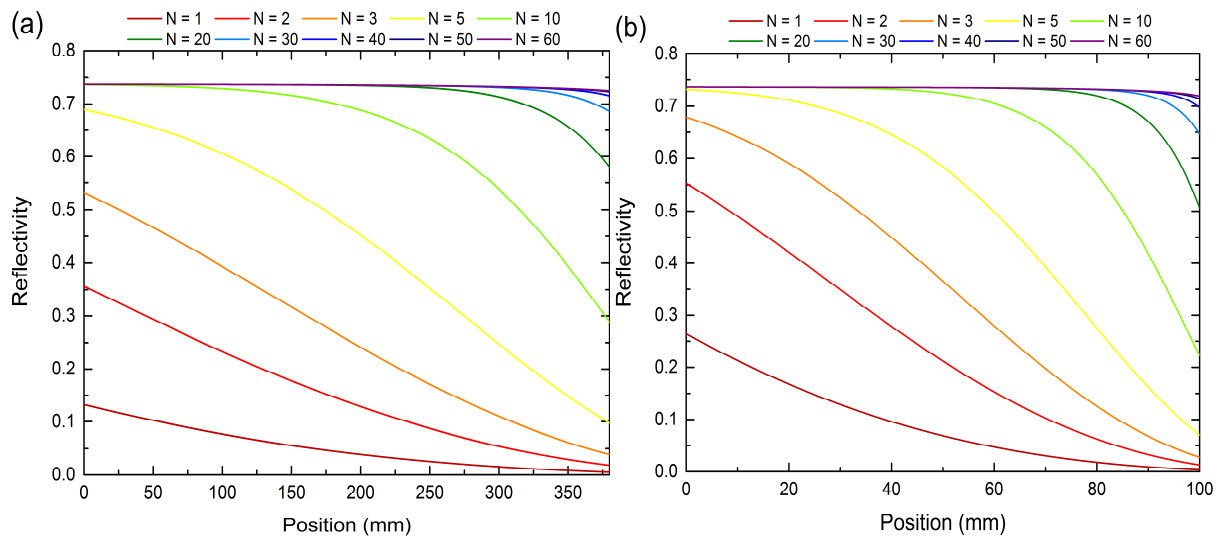 (a)
N = 1 N = 2 N = 3 N = 5 N = 10
N = 20 N = 30 N = 40 N = 50 N = 60
0.8
0.7
0.6
0.5
0.4
0.3
0.2
0.1
0.0
Reflectivity
0 50 100 150 200 250 300 350
Position (mm)
(b)
N = 1 N = 2 N = 3 N = 5 N = 10
N = 20 N = 30 N = 40 N = 50 N = 60
0.8
0.7
0.6
0.5
0.4
0.3
0.2
0.1
0.0
Reflectivity
0 20 40 60 80 100
Position (mm)